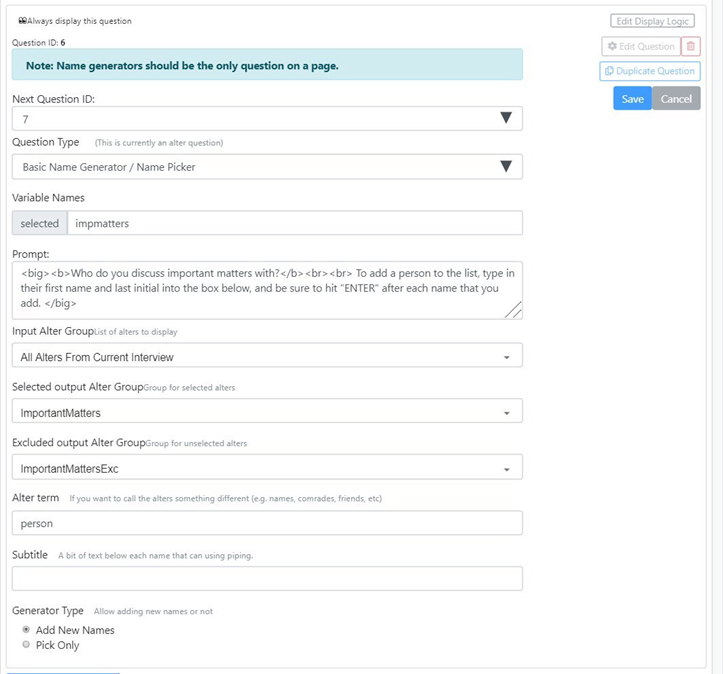 Always display this question
Edit Display Logic
Question ID: 6
Edit Question
Note: Name generators should be the only question on a page.
Duplicate Question
Next Question ID:
Save Cancel
7
Question Type (This is currently an alter question)
Basic Name Generator / Name Picker
Variable Names
selected impmatters
Prompt:
<big><b>Who do you discuss important matters with?</b><br><br> To add a person to the list, type in
their first name and last initial into the box below, and be sure to hit "ENTER" after each name that you
add. </big>
Input Alter GroupList of alters to display
All Alters From Current Interview
Selected output Alter GroupGroup for selected alters
ImportantMatters
Excluded output Alter GroupGroup for unselected alters
ImportantMattersExc
Alter term If you want to call the alters something different (e.g. names, comrades, friends, etc)
person
Subtitle A bit of text below each name that can using piping.
Generator Type Allow adding new names or not
Add New Names
Pick Only